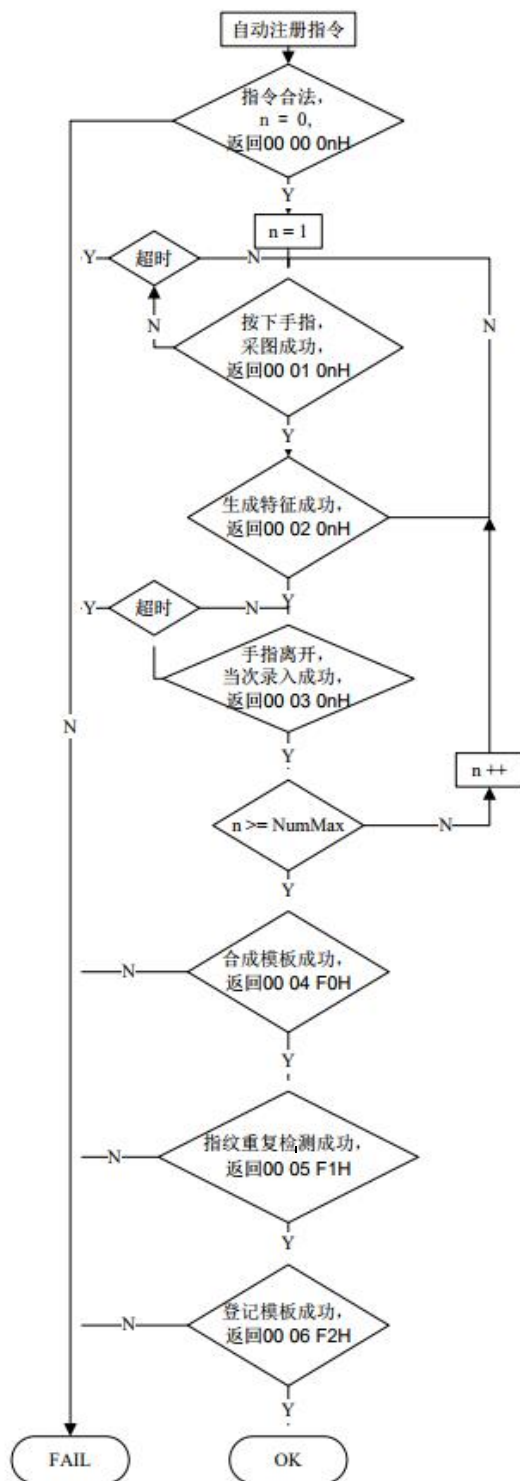 自动注册指令
指令合法，
n = 0,
返回00 00 0nH
Y
n = 1
Y
超时
N
N
N
按下手指，
采图成功，
返回00 01 0nH
Y
生成特征成功，
返回00 02 0nH
Y
超时
N
Y
手指离开，
当次录入成功，
返回00 03 0nH
N
Y
n ++
n >= NumMax
N
Y
合成模板成功，
返回00 04 F0H
N
Y
指纹重复检测成功，
返回00 05 F1H
N
Y
登记模板成功，
返回00 06 F2H
N
Y
FAIL
OK